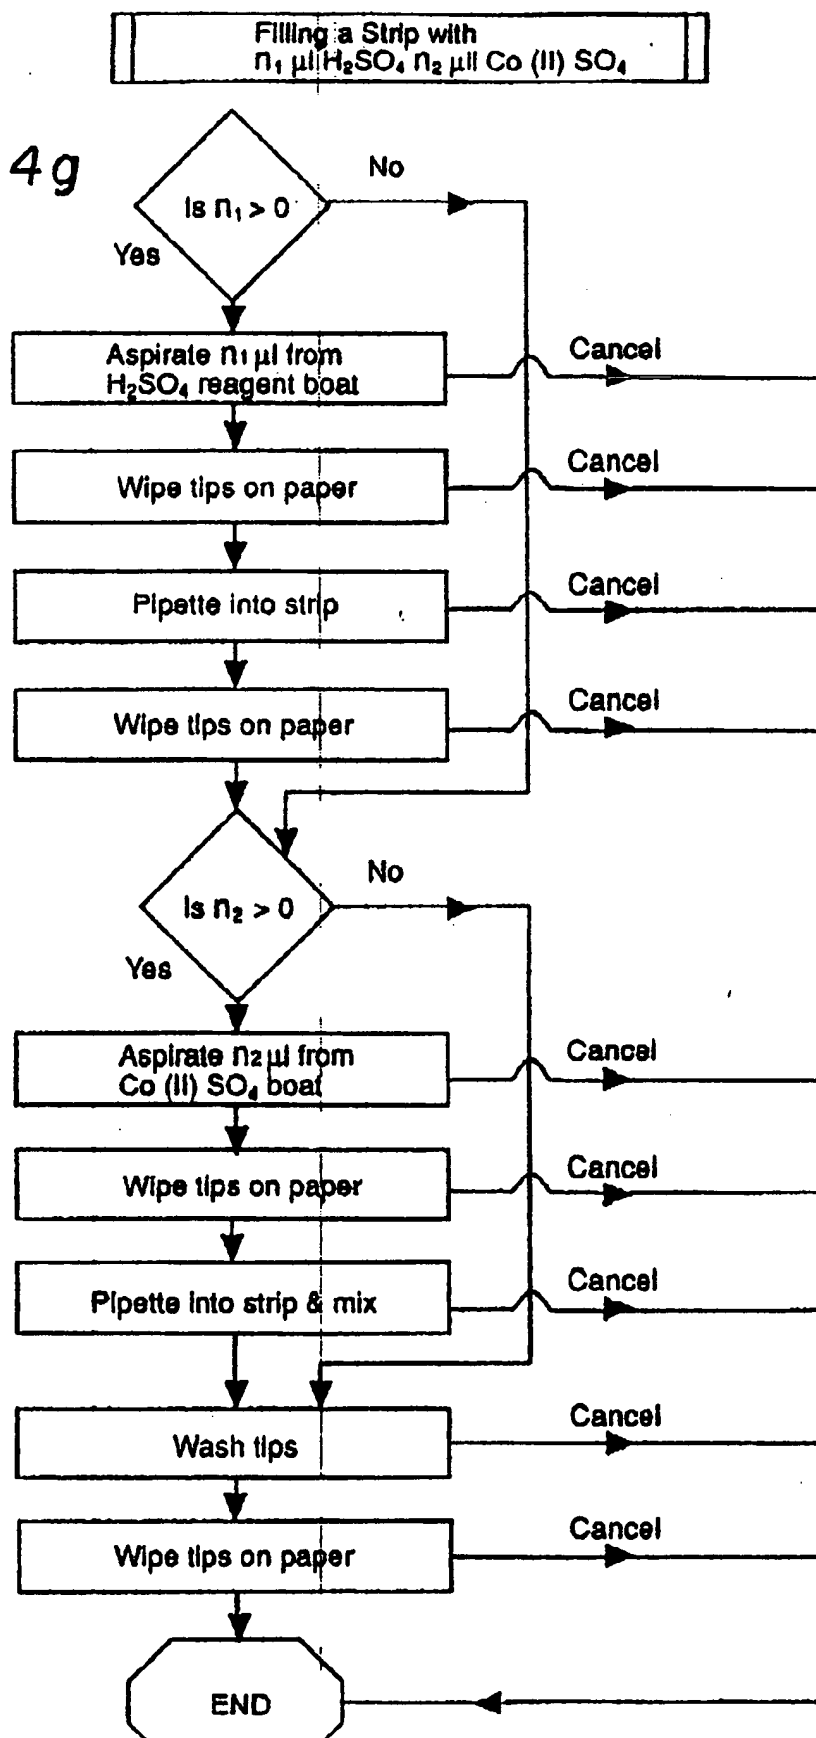 Filling a Strip with
n₁ µl H₂SO₄ n₂ µll Co (II) SO₄
4g
No
Is n₁ > 0
Yes
Aspirate n₁ µl from
H₂SO₄ reagent boat
Cancel
Wipe tips on paper
Cancel
Pipette into strip
Cancel
Wipe tips on paper
Cancel
No
Is n₂ > 0
Yes
Aspirate n₂ µl from
Co (II) SO₄ boat
Cancel
Wipe tips on paper
Cancel
Pipette into strip & mix
Cancel
Wash tips
Cancel
Wipe tips on paper
Cancel
END